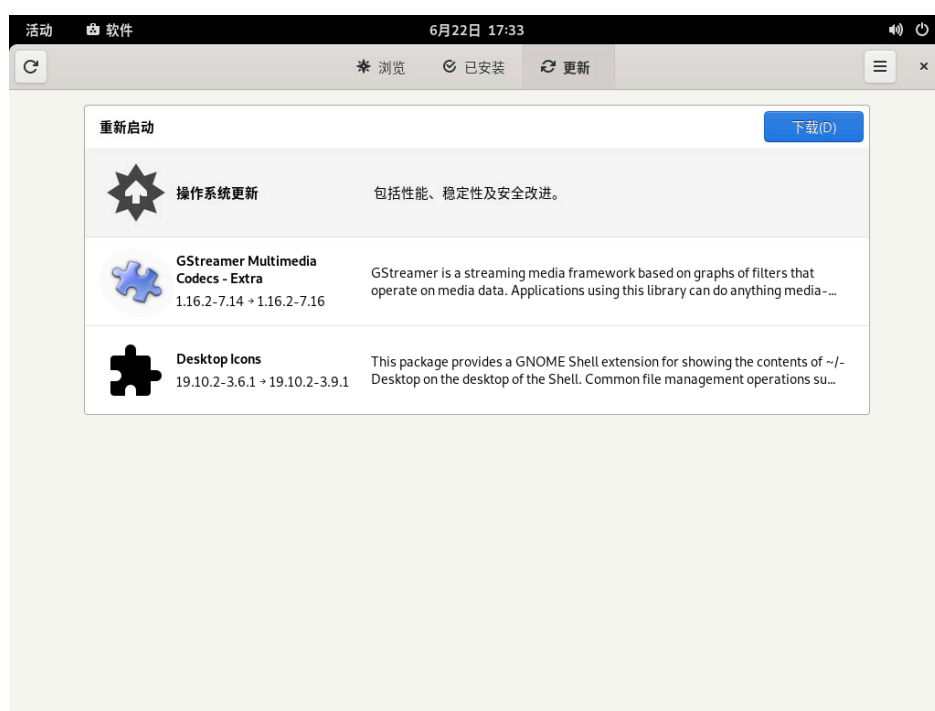 活动 软件 6月22日 17:33
浏览 已安装 更新
重新启动 下载(D)
操作系统更新 包括性能、稳定性及安全改进。
GStreamer Multimedia
Codecs - Extra
1.16.2-7.14 → 1.16.2-7.16
GStreamer is a streaming media framework based on graphs of filters that
operate on media data. Applications using this library can do anything media-…
Desktop Icons
19.10.2-3.6.1 → 19.10.2-3.9.1
This package provides a GNOME Shell extension for showing the contents of ~/-
Desktop on the desktop of the Shell. Common file management operations su…